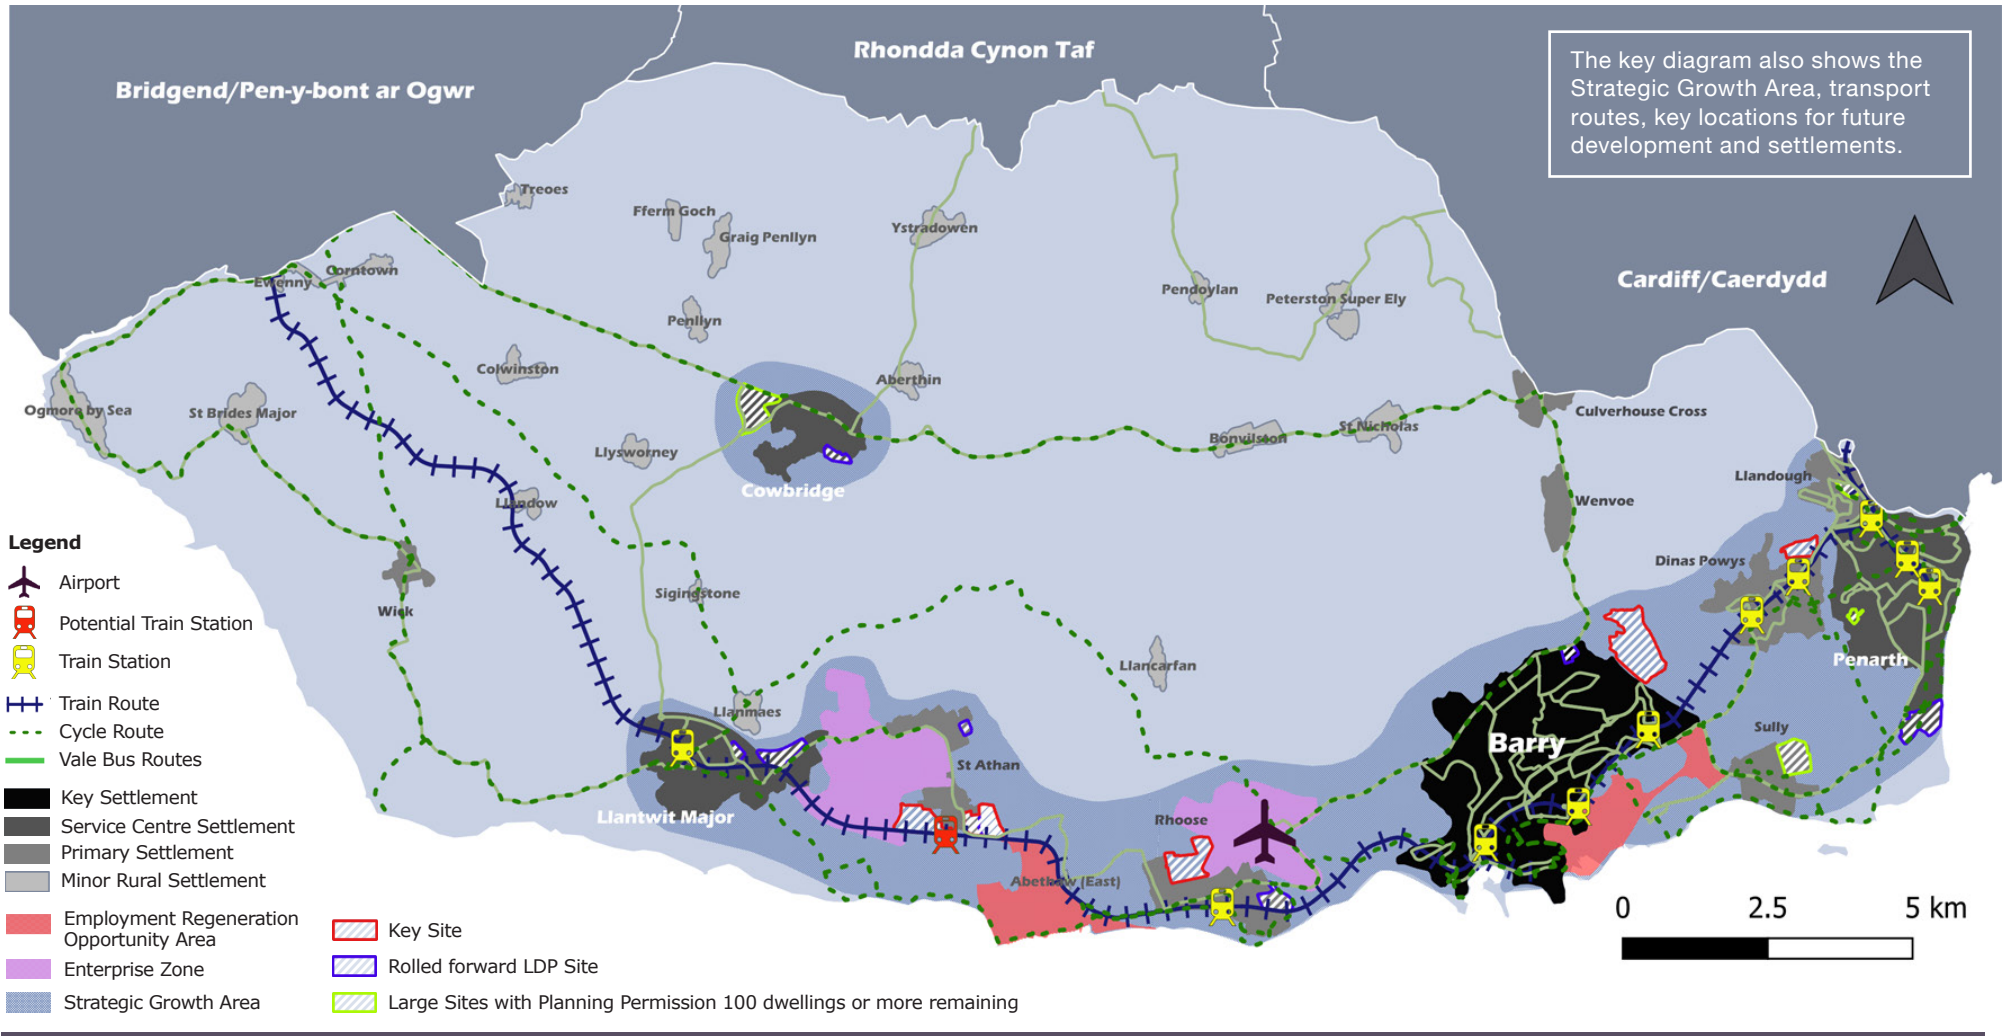 Rhondda Cynon Taf
Bridgend/Pen-y-bont ar Ogwr
The key diagram also shows the
Strategic Growth Area, transport
routes, key locations for future
development and settlements.
Treoes
Fferm Goch
Graig Penllyn
Ystradowen
Corntown
Ewenny
Cardiff/Caerdydd
Pendoylan
Peterston Super Ely
Penllyn
Colwinston
Aberthin
Ogmore by Sea
St Brides Major
Culverhouse Cross
St Nicholas
Bonvilston
Llysworney
Cowbridge
Llandough
Llandow
Wenvoe
Dinas Powys
Sigingstone
Wick
Llancarfan
Penarth
Llanmaes
Sully
Barry
St Athan
Llantwit Major
Rhoose
Abethaw (East)
0 2.5 5 km
Legend
Airport
Potential Train Station
Train Station
Train Route
Cycle Route
Vale Bus Routes
Key Settlement
Service Centre Settlement
Primary Settlement
Minor Rural Settlement
Employment Regeneration
Opportunity Area
Enterprise Zone
Strategic Growth Area
Key Site
Rolled forward LDP Site
Large Sites with Planning Permission 100 dwellings or more remaining